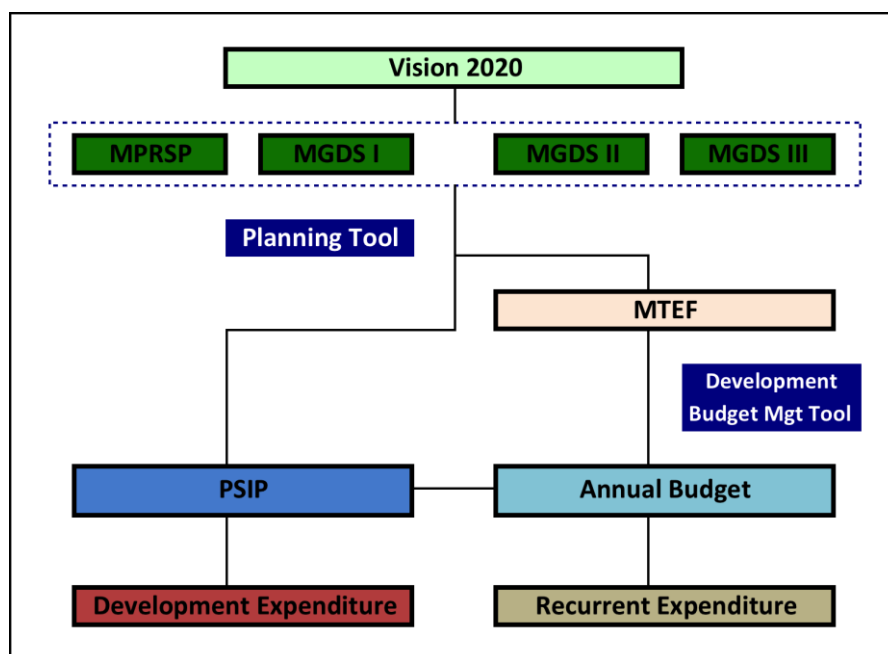 Vision 2020
MPRSP
MGDS I
MGDS II
MGDS III
Planning Tool
MTEF
Development
Budget Mgt Tool
PSIP
Annual Budget
Development Expenditure
Recurrent Expenditure